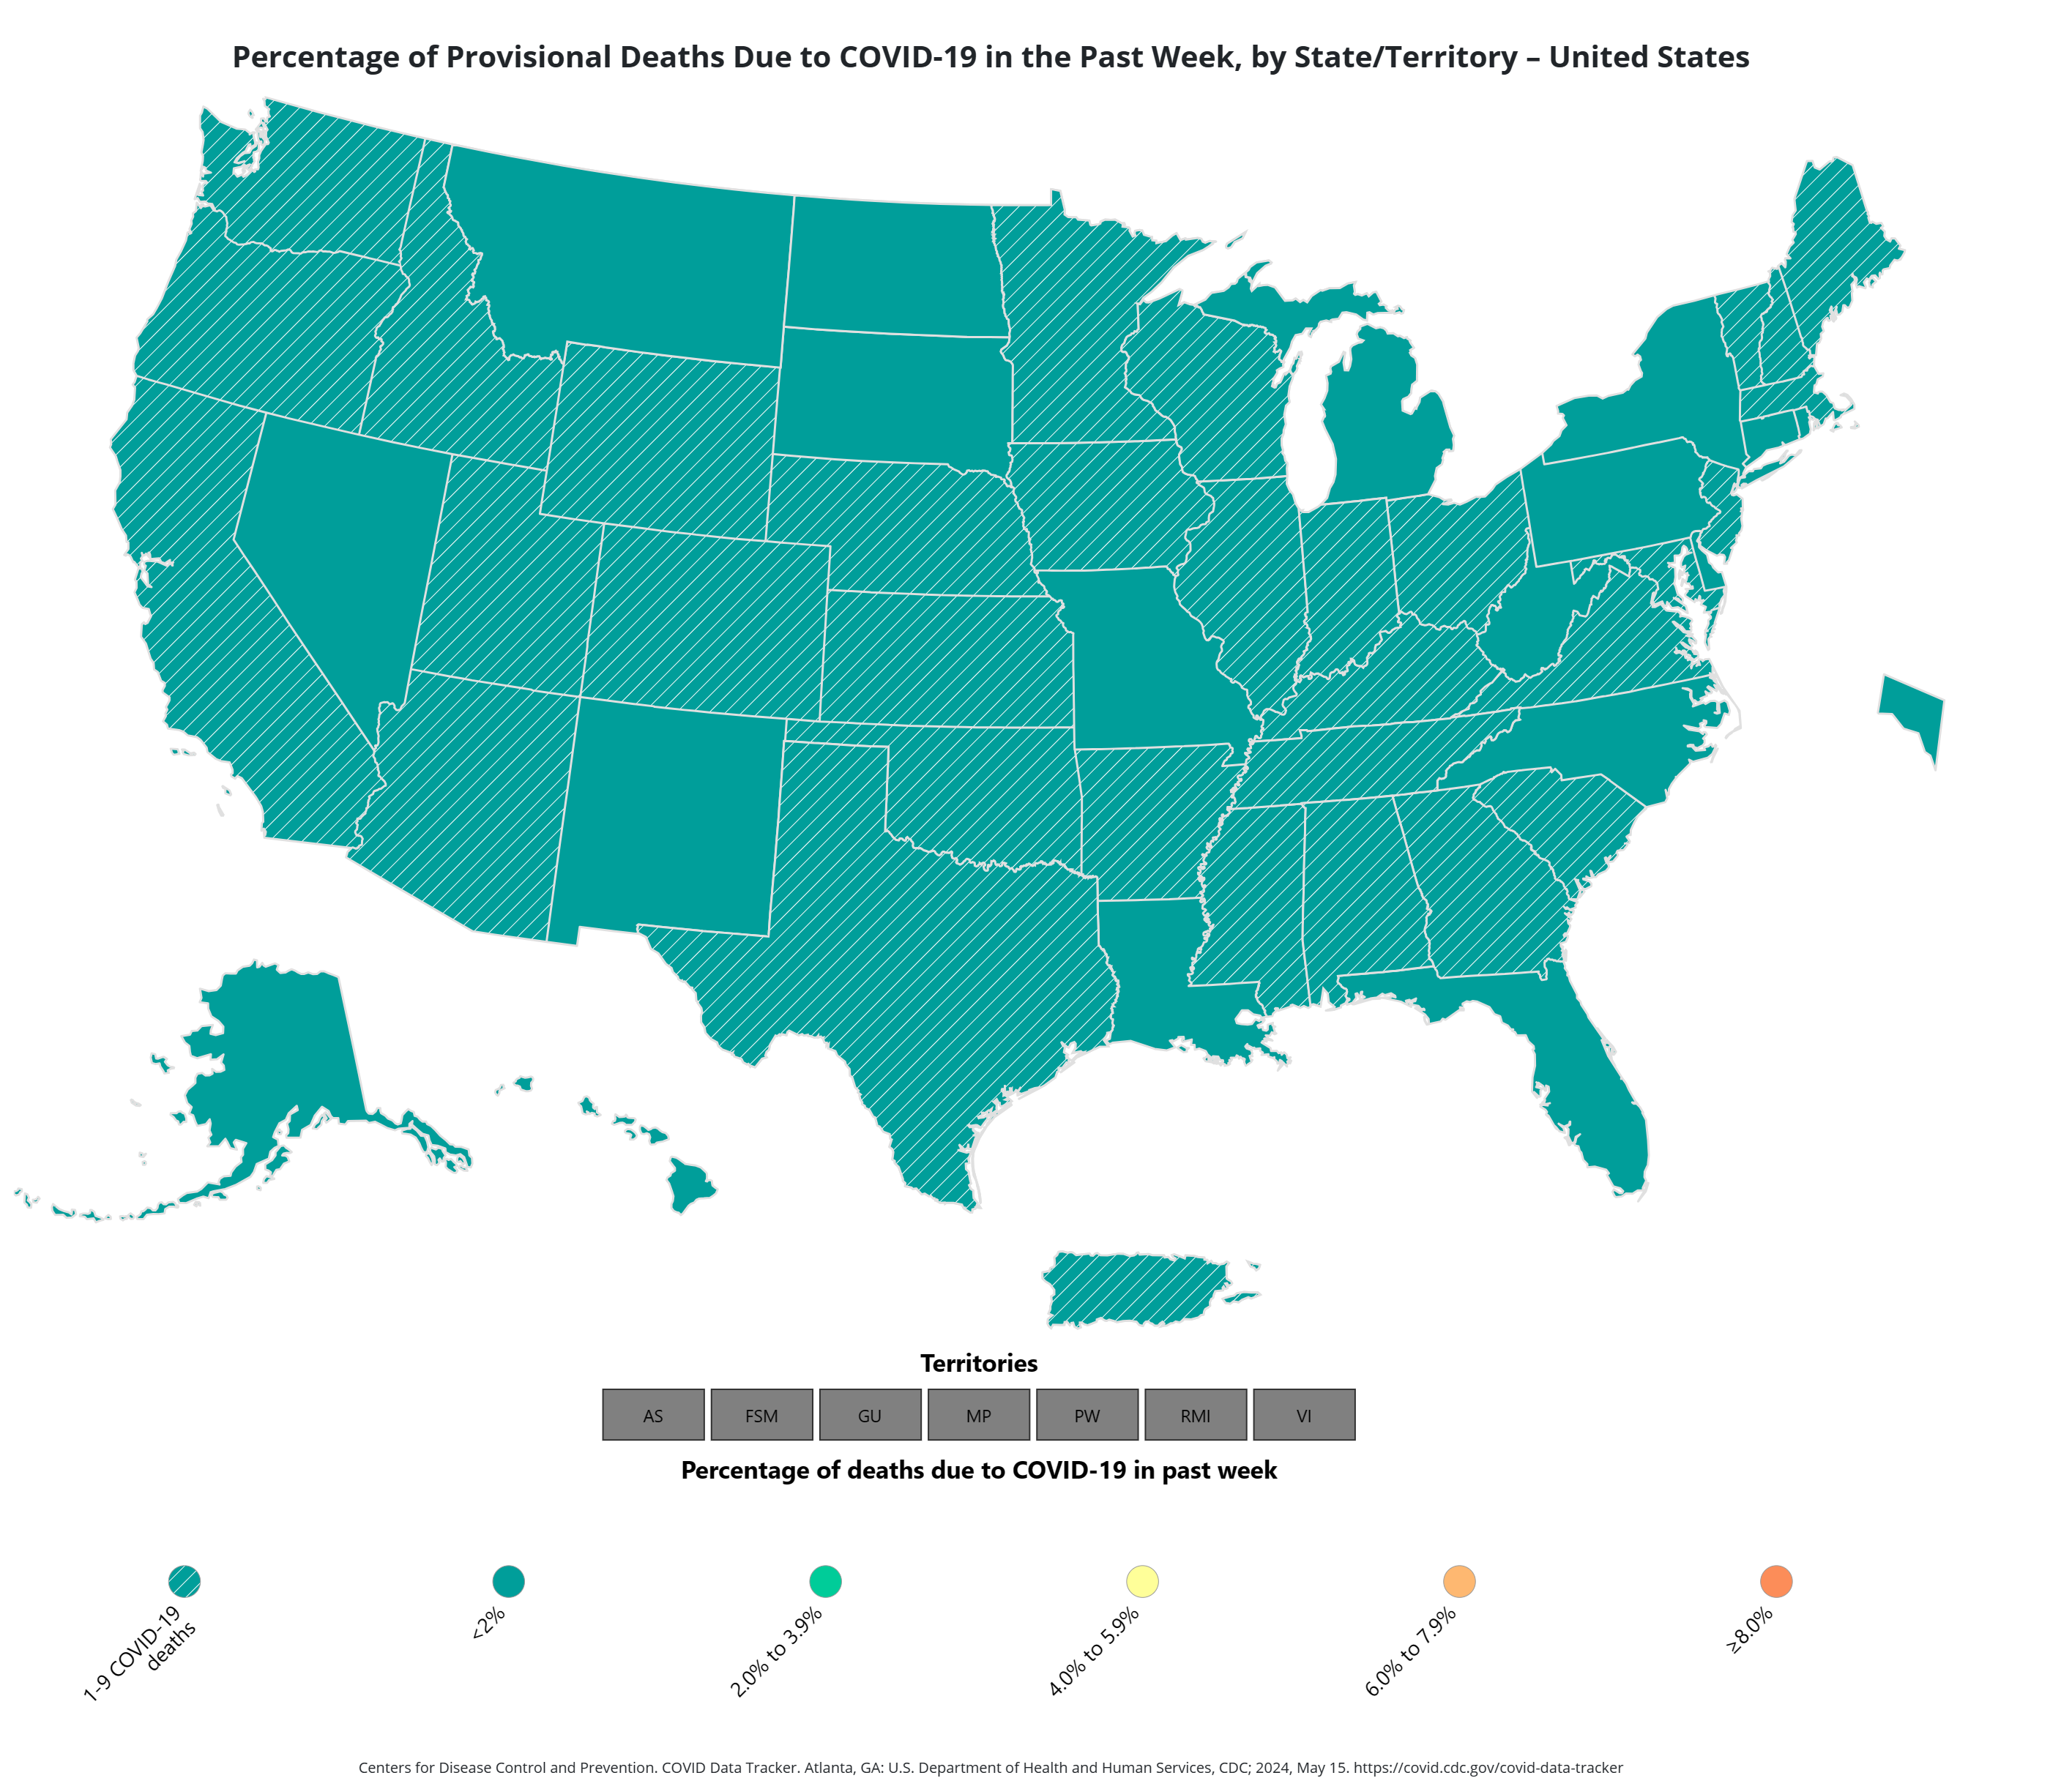 Percentage of Provisional Deaths Due to COVID-19 in the Past Week, by State/Territory – United States
Territories
AS FSM GU MP PW RMI VI
Percentage of deaths due to COVID-19 in past week
1-9 COVID-19
deaths
<2%
2.0% to 3.9%
4.0% to 5.9%
6.0% to 7.9%
≥8.0%
Centers for Disease Control and Prevention. COVID Data Tracker. Atlanta, GA: U.S. Department of Health and Human Services, CDC; 2024, May 15. https://covid.cdc.gov/covid-data-tracker